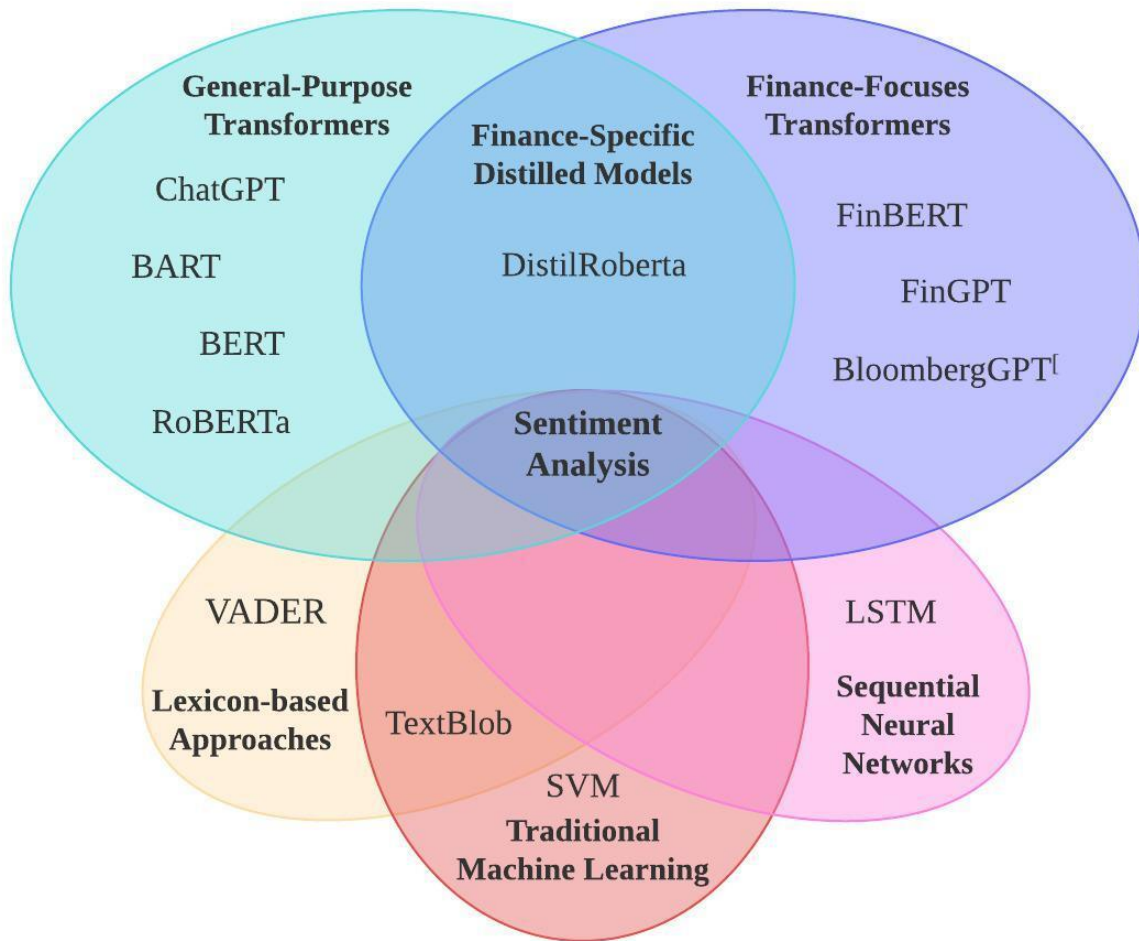 General-Purpose
Transformers
ChatGPT
BART
BERT
RoBERTa
Finance-Specific
Distilled Models
DistilRoberta
Finance-Focuses
Transformers
FinBERT
FinGPT
BloombergGPT[
Sentiment
Analysis
VADER
Lexicon-based
Approaches
TextBlob
SVM
Traditional
Machine Learning
LSTM
Sequential
Neural
Networks